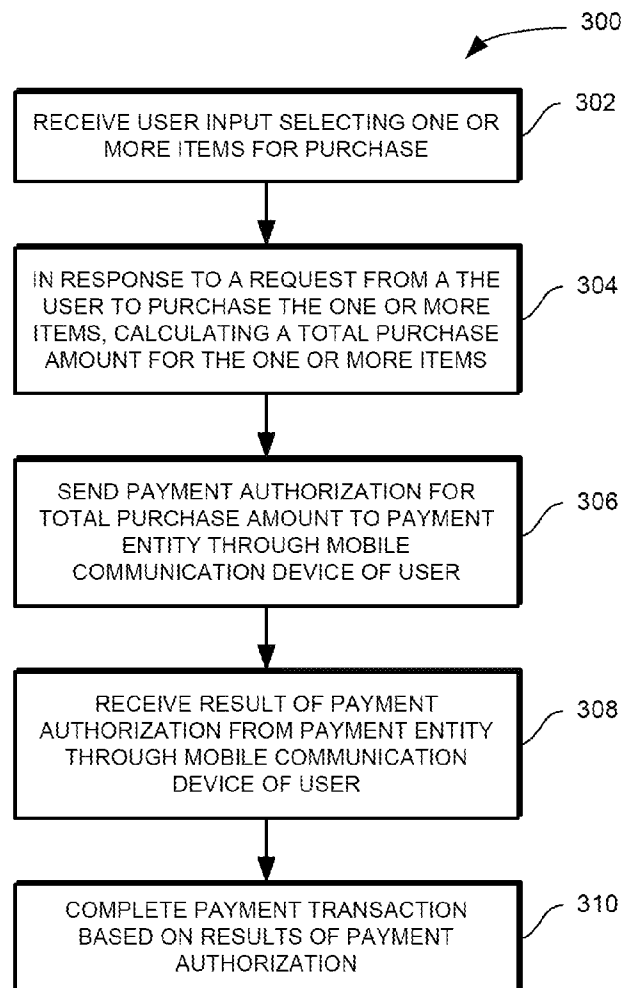 300
RECEIVE USER INPUT SELECTING ONE OR
MORE ITEMS FOR PURCHASE
302
IN RESPONSE TO A REQUEST FROM A THE
USER TO PURCHASE THE ONE OR MORE
ITEMS, CALCULATING A TOTAL PURCHASE
AMOUNT FOR THE ONE OR MORE ITEMS
304
SEND PAYMENT AUTHORIZATION FOR
TOTAL PURCHASE AMOUNT TO PAYMENT
ENTITY THROUGH MOBILE
COMMUNICATION DEVICE OF USER
306
RECEIVE RESULT OF PAYMENT
AUTHORIZATION FROM PAYMENT ENTITY
THROUGH MOBILE COMMUNICATION
DEVICE OF USER
308
COMPLETE PAYMENT TRANSACTION
BASED ON RESULTS OF PAYMENT
AUTHORIZATION
310